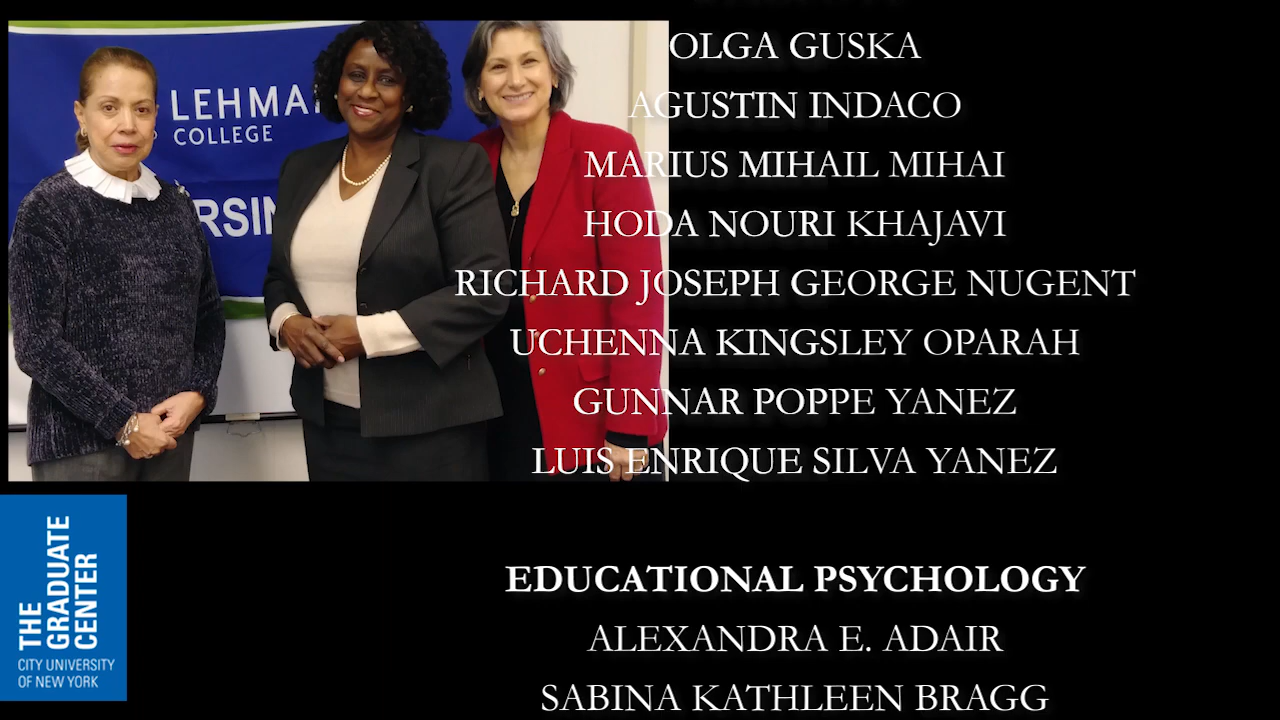 LEHMA
COLLEGE
RSIN
OLGA GUSKA
AGUSTIN INDACO
MARIUS MIHAIL MIHAI
HODA NOURI KHAJAVI
RICHARD JOSEPH GEORGE NUGENT
UCHENNA KINGSLEY OPARAH
GUNNAR POPPE YANEZ
LUIS ENRIQUE SILVA YANEZ
EDUCATIONAL PSYCHOLOGY
ALEXANDRA E. ADAIR
SABINA KATHLEEN BRAGG
THE
GRADUATE
CENTER
CITY UNIVERSITY
OF NEW YORK